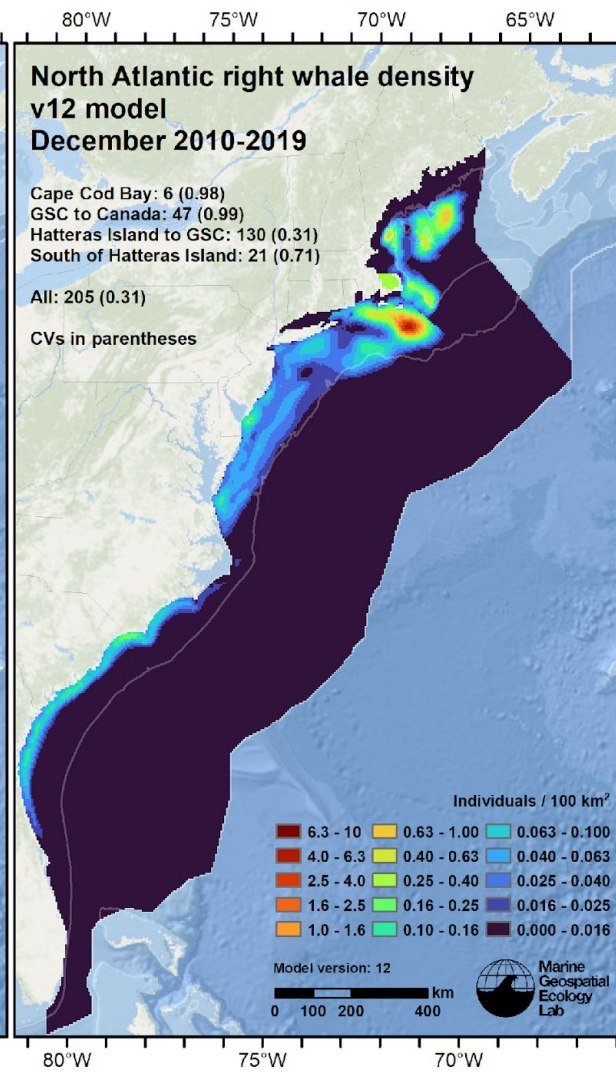 80°W 75°W 70°W 65°W
North Atlantic right whale density
v12 model
December 2010-2019
Cape Cod Bay: 6 (0.98)
GSC to Canada: 47 (0.99)
Hatteras Island to GSC: 130 (0.31)
South of Hatteras Island: 21 (0.71)
All: 205 (0.31)
CVs in parentheses
Individuals / 100 km²
6.3 - 10 0.63 - 1.00 0.063 - 0.100
4.0 - 6.3 0.40 - 0.63 0.040 - 0.063
2.5 - 4.0 0.25 - 0.40 0.025 - 0.040
1.6 - 2.5 0.16 - 0.25 0.016 - 0.025
1.0 - 1.6 0.10 - 0.16 0.000 - 0.016
Model version: 12
km
0 100 200 400
Marine
Geospatial
Ecology
Lab
80°W 75°W 70°W